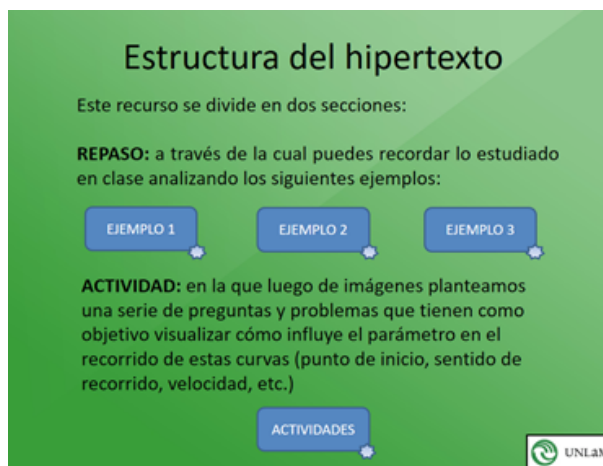 Estructura del hipertexto
Este recurso se divide en dos secciones:
REPASO: a través de la cual puedes recordar lo estudiado
en clase analizando los siguientes ejemplos:
EJEMPLO 1
EJEMPLO 2
EJEMPLO 3
ACTIVIDAD: en la que luego de imágenes planteamos
una serie de preguntas y problemas que tienen como
objetivo visualizar cómo influye el parámetro en el
recorrido de estas curvas (punto de inicio, sentido de
recorrido, velocidad, etc.)
ACTIVIDADES
UNLaM